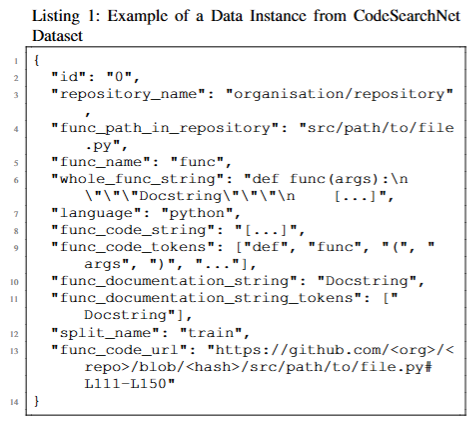 Listing 1: Example of a Data Instance from CodeSearchNet
Dataset
1 {
2 "id": "0",
3 "repository_name": "organisation/repository"
,
4 "func_path_in_repository": "src/path/to/file
.py",
5 "func_name": "func",
6 "whole_func_string": "def func(args):\n
\"\"\"Docstring\"\"\"\n [...]",
7 "language": "python",
8 "func_code_string": "[...]",
9 "func_code_tokens": ["def", "func", "(", "
args", ")", "..."],
10 "func_documentation_string": "Docstring",
11 "func_documentation_string_tokens": ["
Docstring"],
12 "split_name": "train",
13 "func_code_url": "https://github.com/<org>/<
repo>/blob/<hash>/src/path/to/file.py#
L111-L150"
14 }